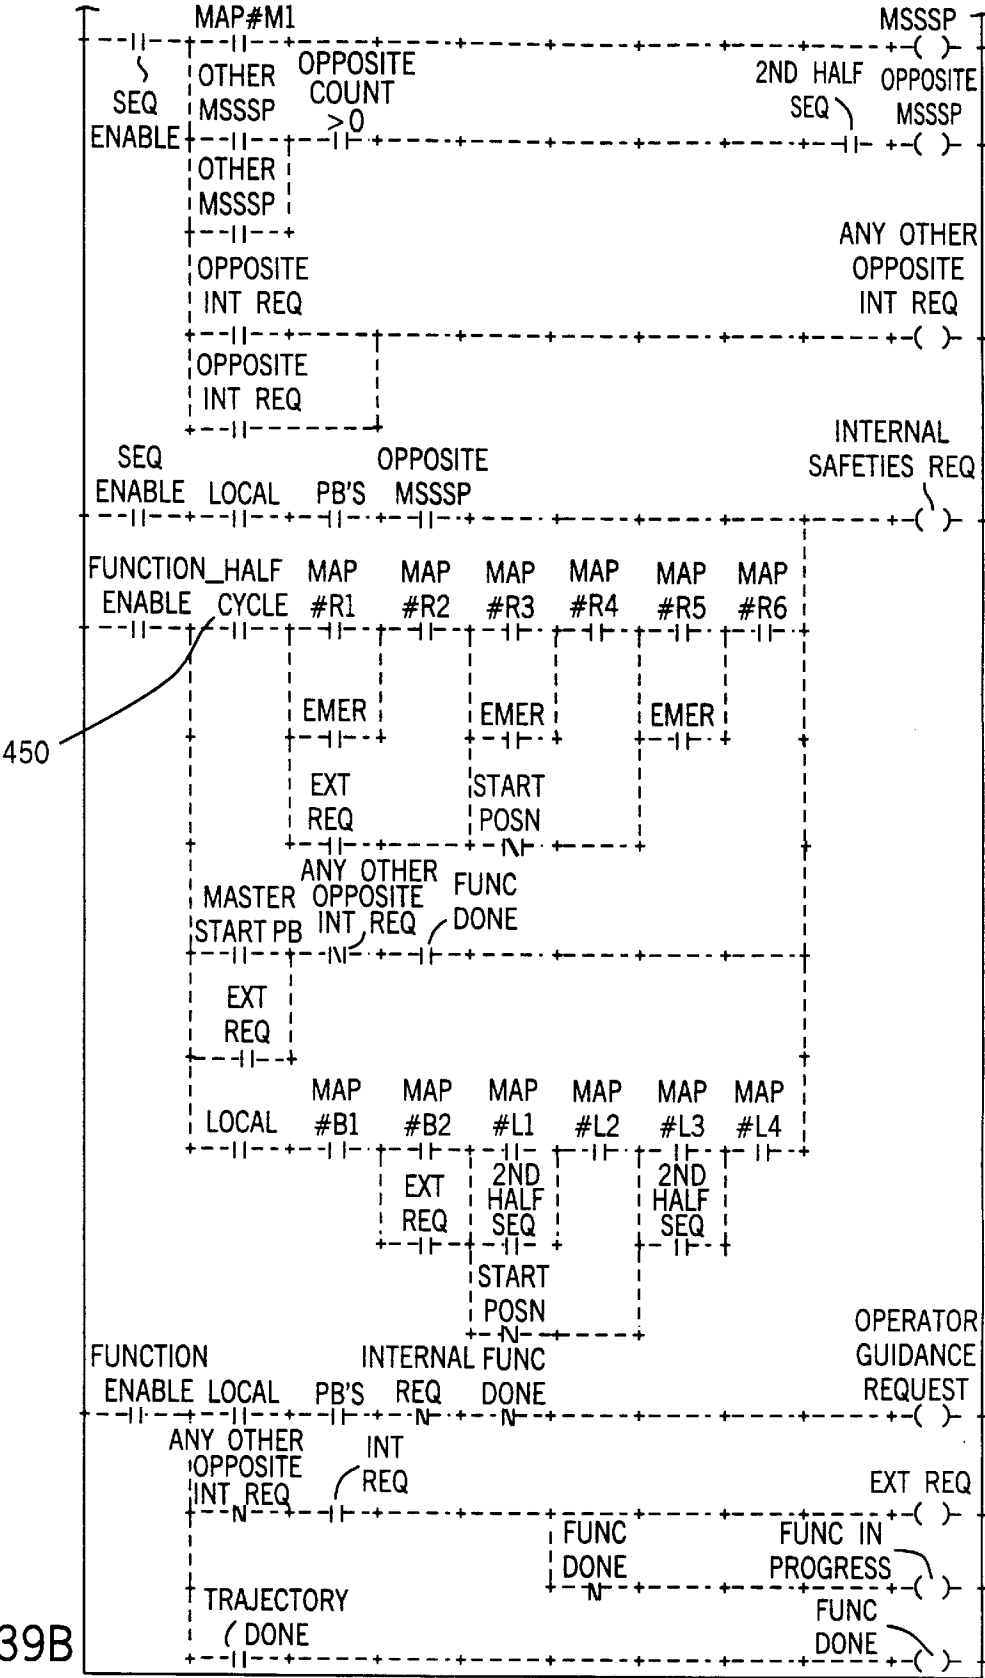 MAP#M1 MSSSP
OTHER OPPOSITE 2ND HALF OPPOSITE
SEQ MSSSP COUNT SEQ MSSSP
ENABLE >0
OTHER
MSSSP
ANY OTHER
OPPOSITE OPPOSITE
INT REQ INT REQ
OPPOSITE
INT REQ
INTERNAL
SEQ OPPOSITE SAFETIES REQ
ENABLE LOCAL PB'S MSSSP
FUNCTION_HALF MAP MAP MAP MAP MAP MAP
ENABLE CYCLE #R1 #R2 #R3 #R4 #R5 #R6
EMER EMER EMER
450
EXT START
REQ POSN
ANY OTHER FUNC
MASTER OPPOSITE DONE
START PB INT REQ
EXT
REQ
MAP MAP MAP MAP MAP MAP
LOCAL #B1 #B2 #L1 #L2 #L3 #L4
EXT 2ND 2ND
REQ HALF HALF
SEQ SEQ
START
POSN
OPERATOR
FUNCTION INTERNAL FUNC GUIDANCE
ENABLE LOCAL PB'S REQ DONE REQUEST
ANY OTHER INT
OPPOSITE REQ
INT REQ EXT REQ
FUNC FUNC IN
DONE PROGRESS
TRAJECTORY FUNC
DONE DONE
39B